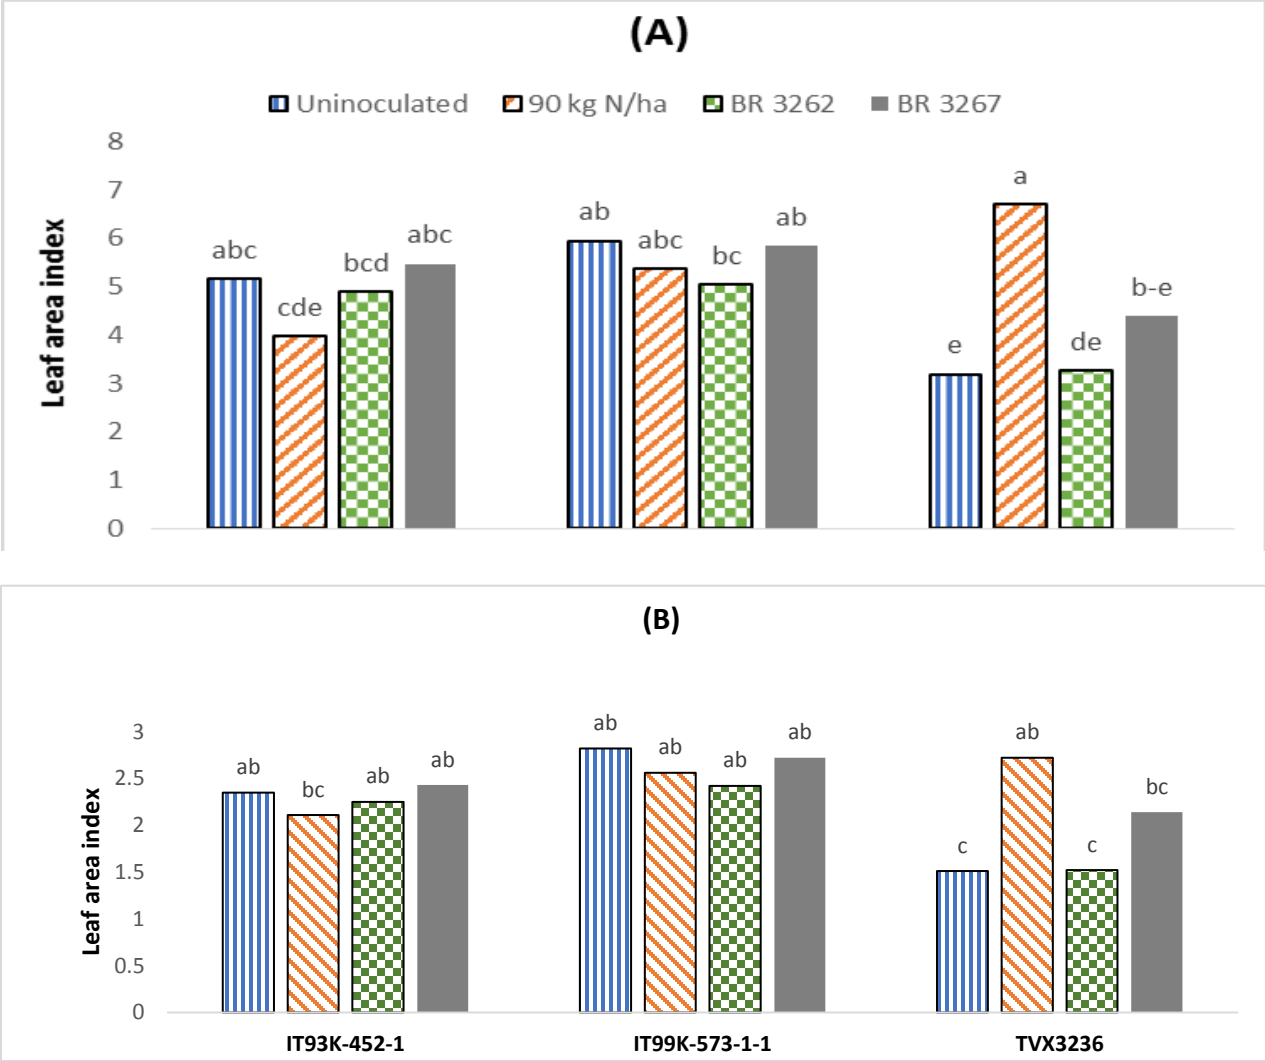 (A)
Uninoculated 90 kg N/ha BR 3262 BR 3267
Leaf area index
8
7
6
5
4
3
2
1
0
abc cde bcd abc
ab abc bc ab
e a de b-e
(B)
Leaf area index
3
2.5
2
1.5
1
0.5
0
ab bc ab ab
ab ab ab ab
c ab c bc
IT93K-452-1 IT99K-573-1-1 TVX3236